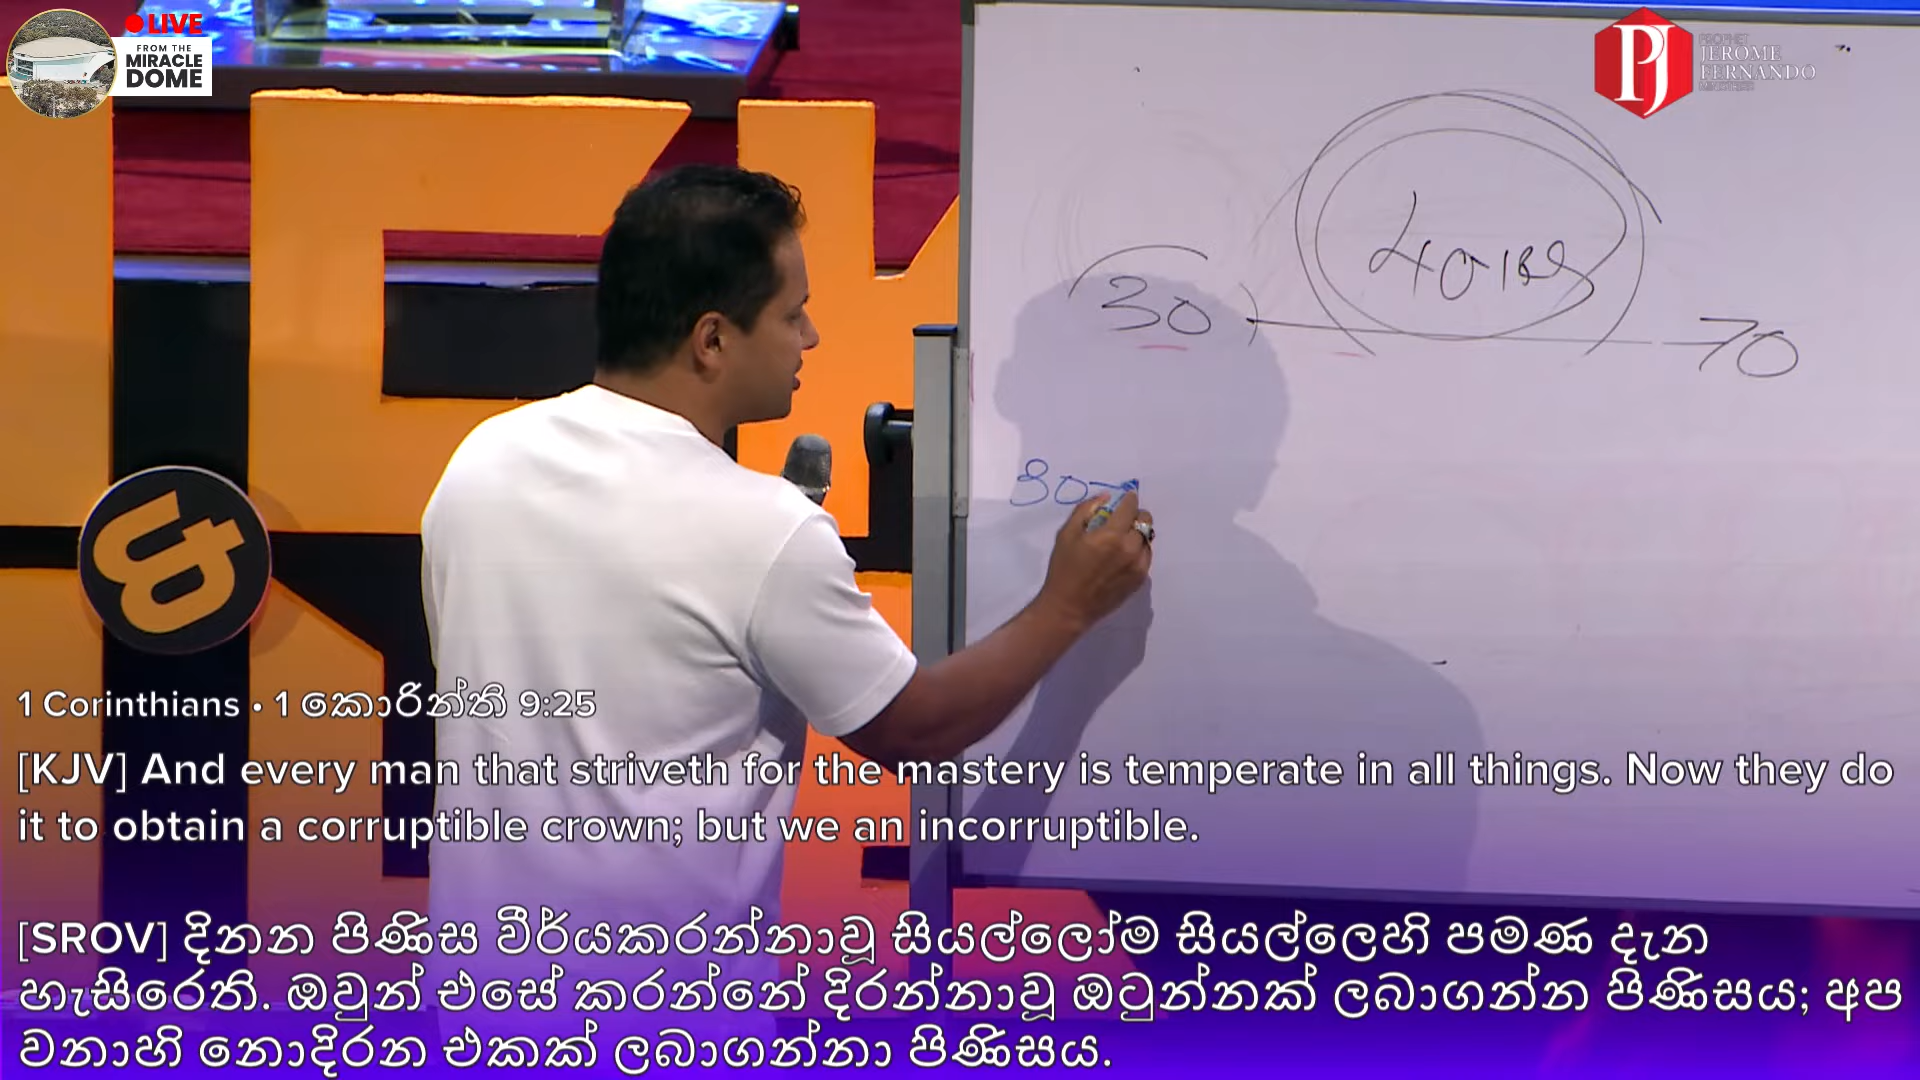 LIVE
FROM THE
MIRACLE
DOME
PJ
PROPHET
JEROME
FERNANDO
MINISTRIES
40 yrs
30
70
30
1 Corinthians • 1 කොරින්ති 9:25
[KJV] And every man that striveth for the mastery is temperate in all things. Now they do
it to obtain a corruptible crown; but we an incorruptible.
[SROV] දිනන පිණිස වීර්යකරන්නාවූ සියල්ලෝම සියල්ලෙහි පමණ දැන
හැසිරෙති. ඔවුන් එසේ කරන්නේ දිරන්නාවූ ඔටුන්නක් ලබාගන්න පිණිසය; අප
වනාහි නොදිරන එකක් ලබාගන්නා පිණිසය.